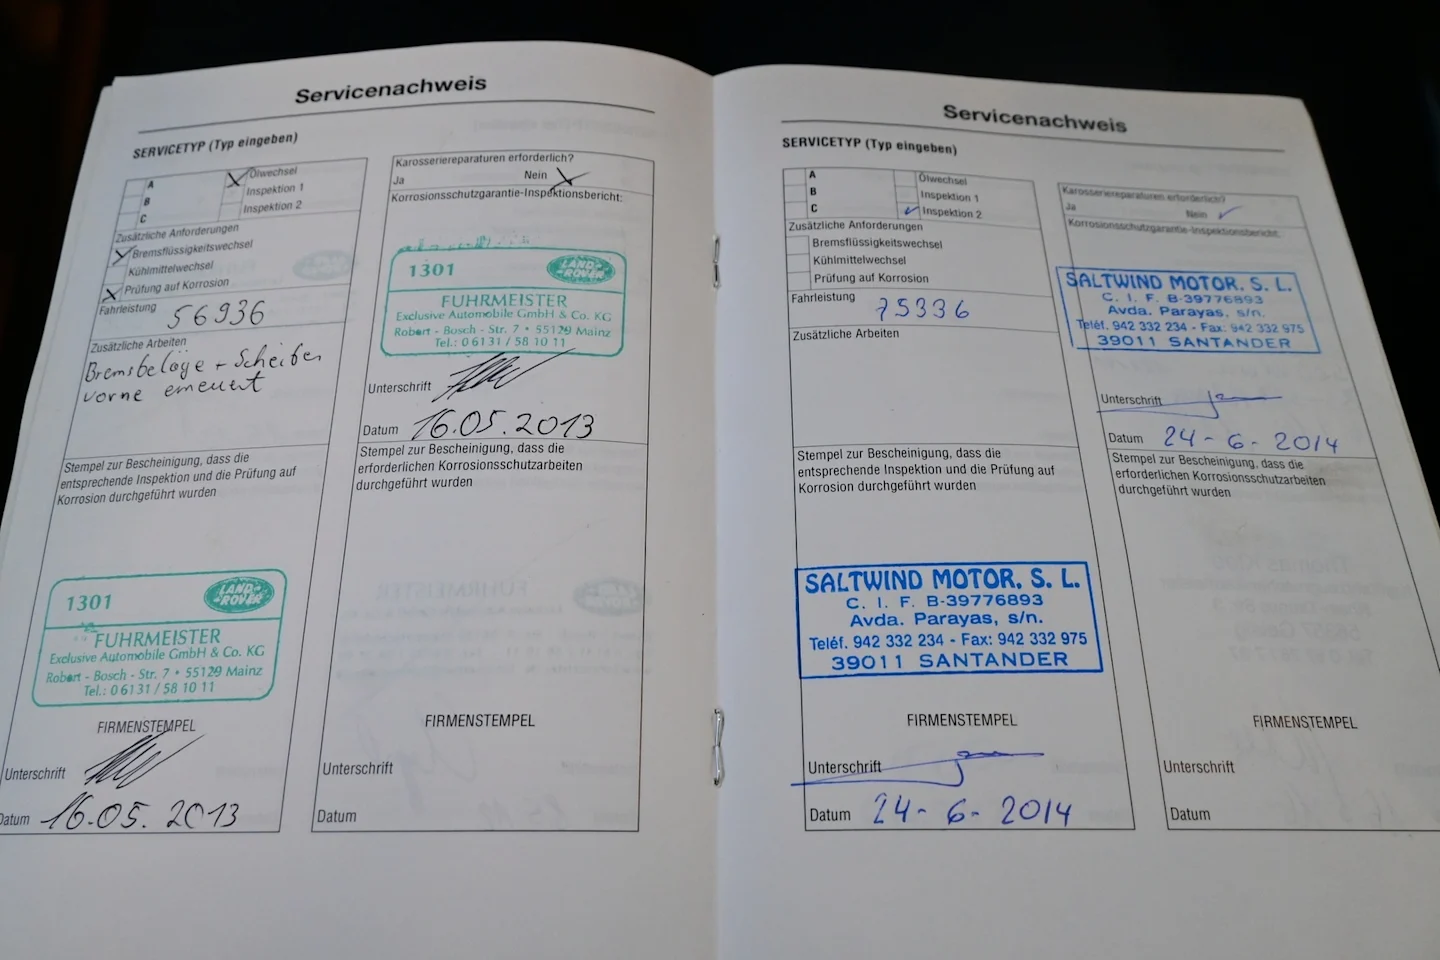 Servicenachweis
SERVICETYP (Typ eingeben)
A
B
C
Ölwechsel
Inspektion 1
Inspektion 2
Zusätzliche Anforderungen
Bremsflüssigkeitswechsel
Kühlmittelwechsel
Prüfung auf Korrosion
Fahrleistung 56936
Zusätzliche Arbeiten
Bremsbeläge + Scheiben
vorne erneuert
Stempel zur Bescheinigung, dass die
entsprechende Inspektion und die Prüfung auf
Korrosion durchgeführt wurden
1301 LAND-ROVER
FUHRMEISTER
Exclusive Automobile GmbH & Co. KG
Robert - Bosch - Str. 7 • 55129 Mainz
Tel.: 0 61 31 / 58 10 11
FIRMENSTEMPEL
Unterschrift
Datum 16.05.2013
Karosseriereparaturen erforderlich?
Ja Nein
Korrosionsschutzgarantie-Inspektionsbericht:
1301 LAND-ROVER
FUHRMEISTER
Exclusive Automobile GmbH & Co. KG
Robert - Bosch - Str. 7 • 55129 Mainz
Tel.: 0 61 31 / 58 10 11
Unterschrift
Datum 16.05.2013
Stempel zur Bescheinigung, dass die
erforderlichen Korrosionsschutzarbeiten
durchgeführt wurden
FIRMENSTEMPEL
Unterschrift
Datum
Servicenachweis
SERVICETYP (Typ eingeben)
A
B
C
Ölwechsel
Inspektion 1
Inspektion 2
Zusätzliche Anforderungen
Bremsflüssigkeitswechsel
Kühlmittelwechsel
Prüfung auf Korrosion
Fahrleistung 75336
Zusätzliche Arbeiten
Stempel zur Bescheinigung, dass die
entsprechende Inspektion und die Prüfung auf
Korrosion durchgeführt wurden
SALTWIND MOTOR, S. L.
C. I. F. B-39776893
Avda. Parayas, s/n.
Teléf. 942 332 234 - Fax: 942 332 975
39011 SANTANDER
FIRMENSTEMPEL
Unterschrift
Datum 24-6-2014
Karosseriereparaturen erforderlich?
Ja Nein
Korrosionsschutzgarantie-Inspektionsbericht:
SALTWIND MOTOR, S. L.
C. I. F. B-39776893
Avda. Parayas, s/n.
Teléf. 942 332 234 - Fax: 942 332 975
39011 SANTANDER
Unterschrift
Datum 24-6-2014
Stempel zur Bescheinigung, dass die
erforderlichen Korrosionsschutzarbeiten
durchgeführt wurden
FIRMENSTEMPEL
Unterschrift
Datum